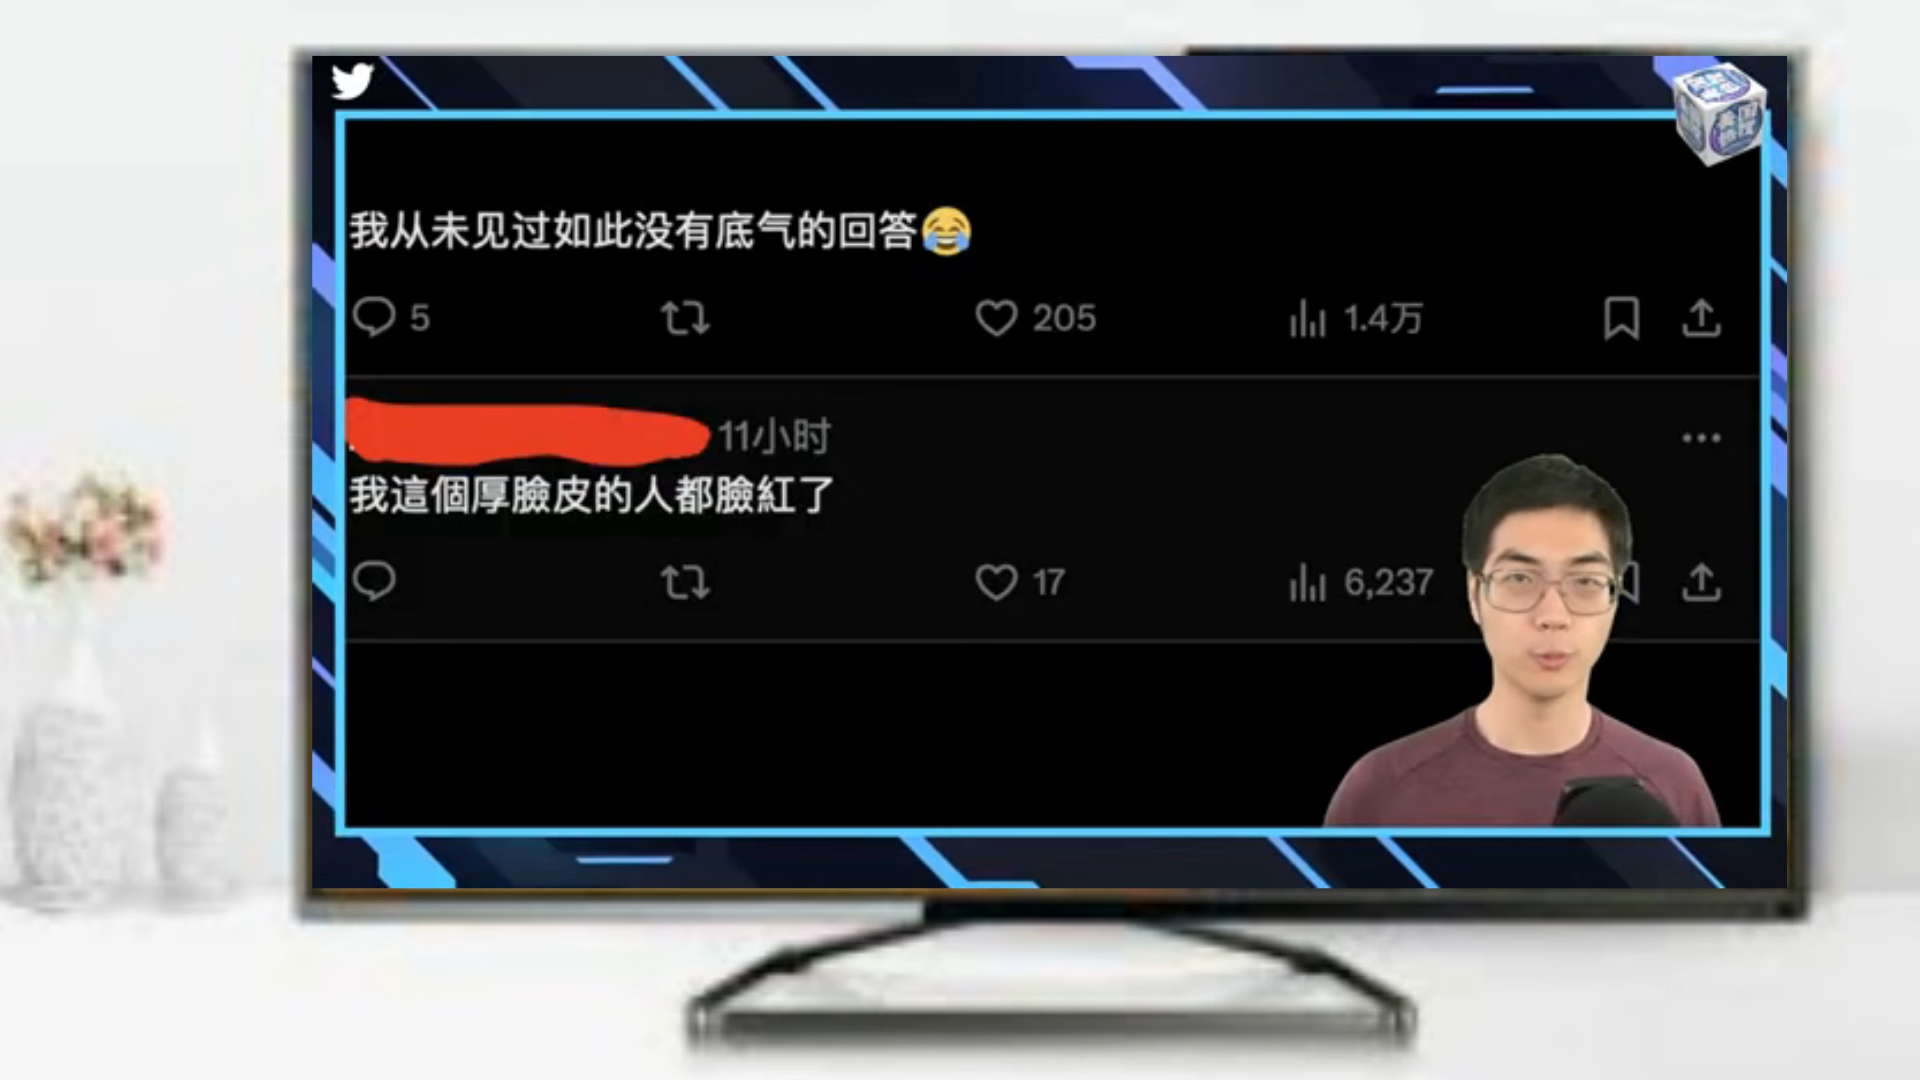 我从未见过如此没有底气的回答😂
5 205 1.4万
11小时
我這個厚臉皮的人都臉紅了
17 6,237